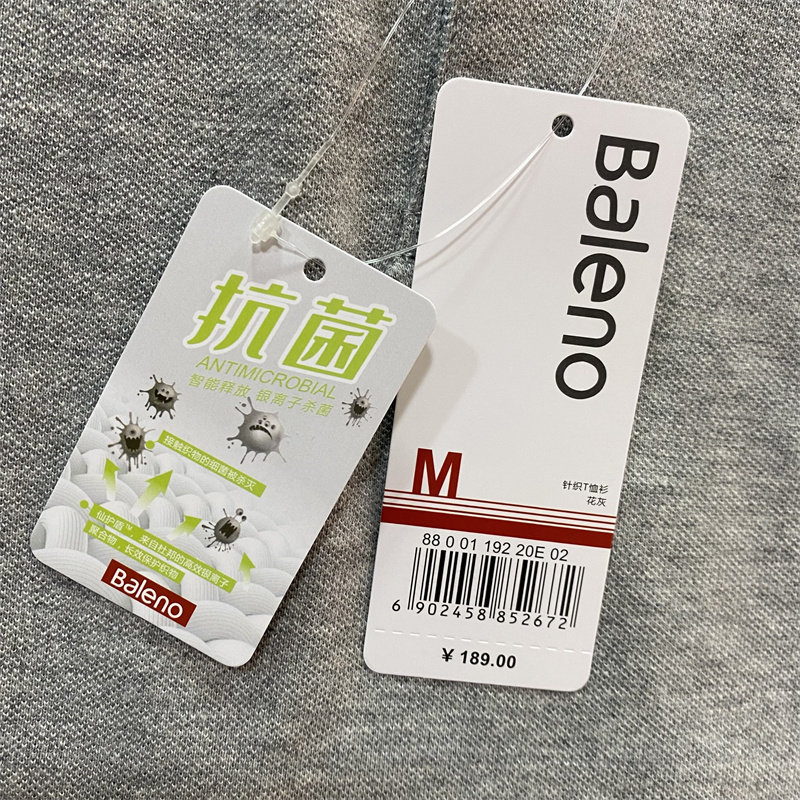 抗菌
ANTIMICROBIAL
智能释放 银离子杀菌
接触织物的细菌被杀灭
仙护盾™，来自杜邦的高效银离子
聚合物，长效保护织物
Baleno
Baleno
M
针织T恤衫
花灰
88 0 01 192 20E 02
6 902458 852672
¥ 189.00